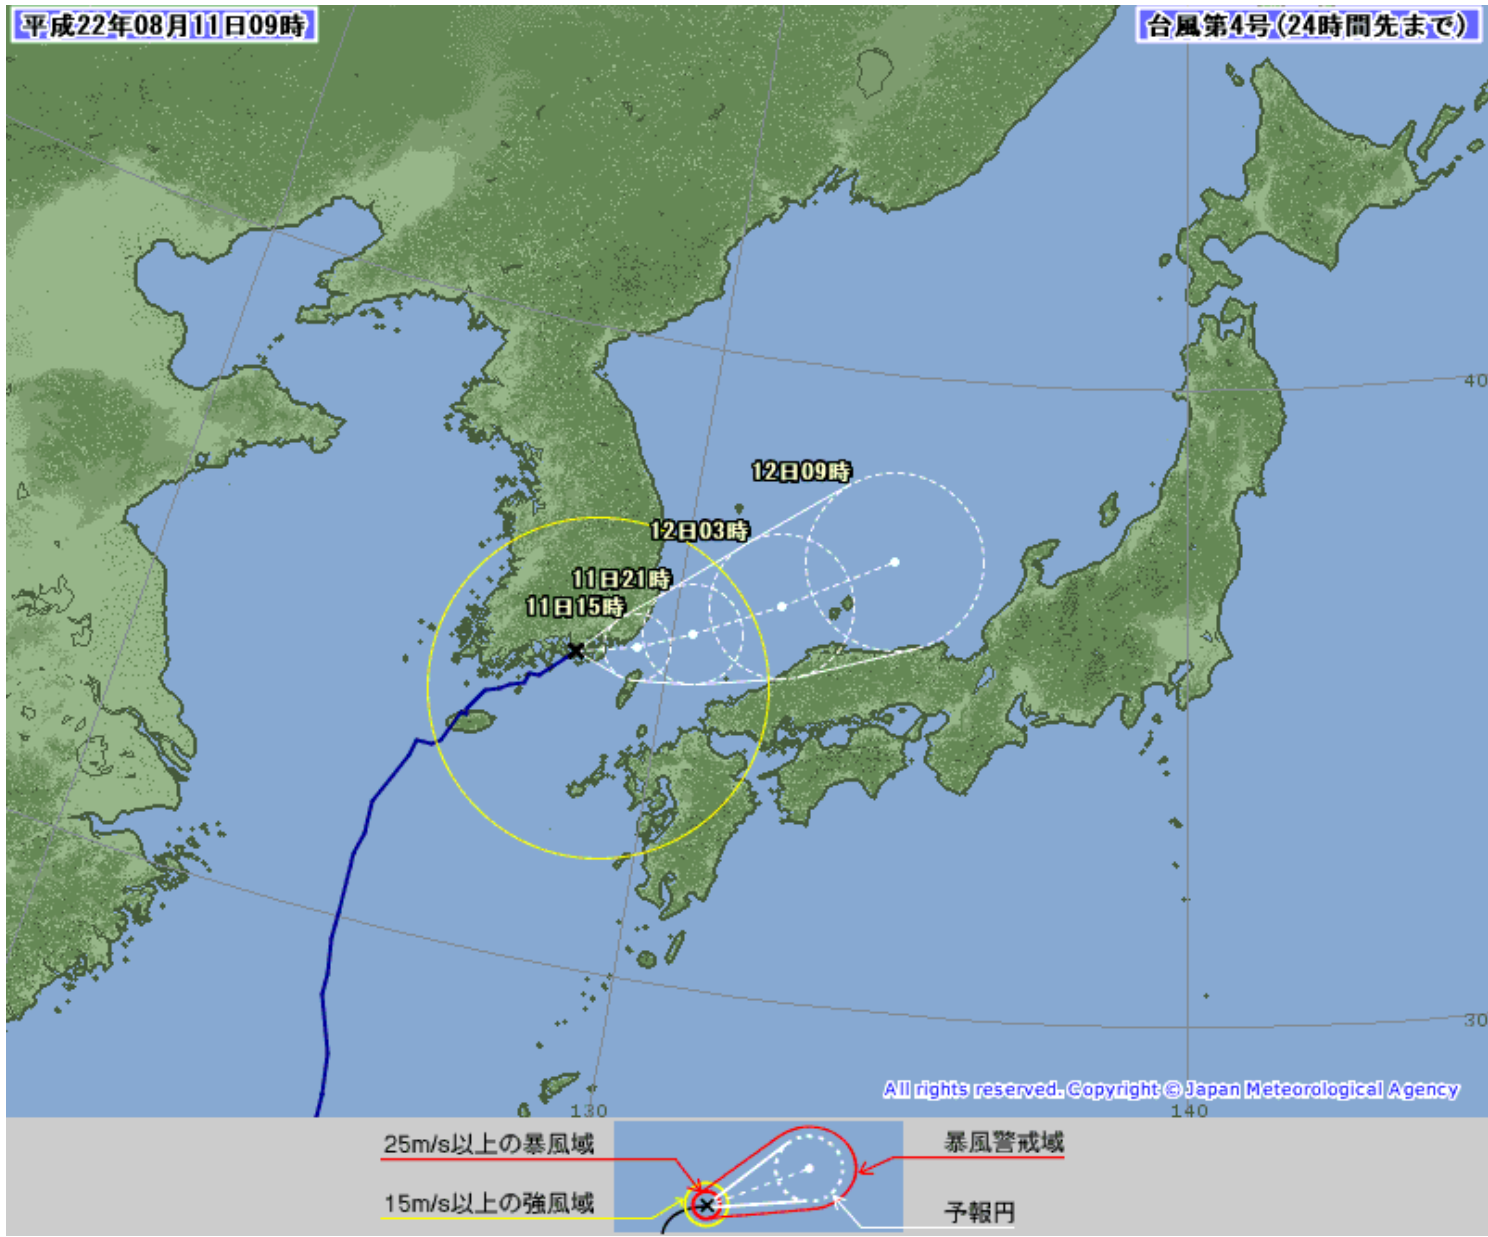 平成22年08月11日09時
台風第4号(24時間先まで)
40
12日09時
12日03時
11日21時
11日15時
30
All rights reserved. Copyright © Japan Meteorological Agency
130
140
25m/s以上の暴風域
暴風警戒域
15m/s以上の強風域
予報円